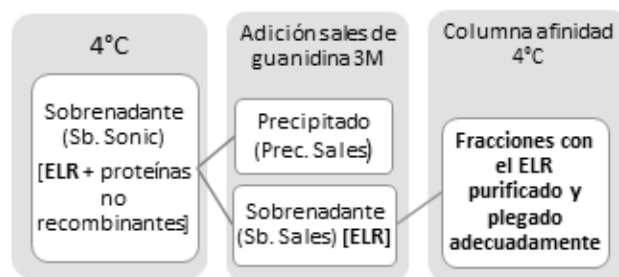 4°C
Sobrenadante
(Sb. Sonic)
[ELR + proteínas
no
recombinantes]
Adición sales de
guanidina 3M
Precipitado
(Prec. Sales)
Sobrenadante
(Sb. Sales) [ELR]
Columna afinidad
4°C
Fracciones con
el ELR
purificado y
plegado
adecuadamente